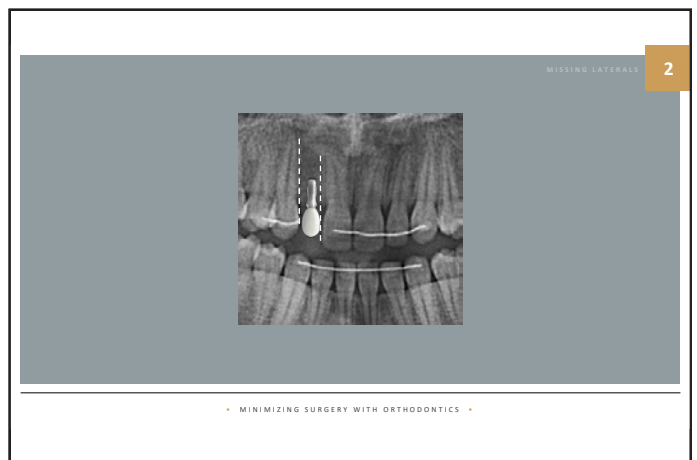 MISSING LATERALS
2
• MINIMIZING SURGERY WITH ORTHODONTICS •